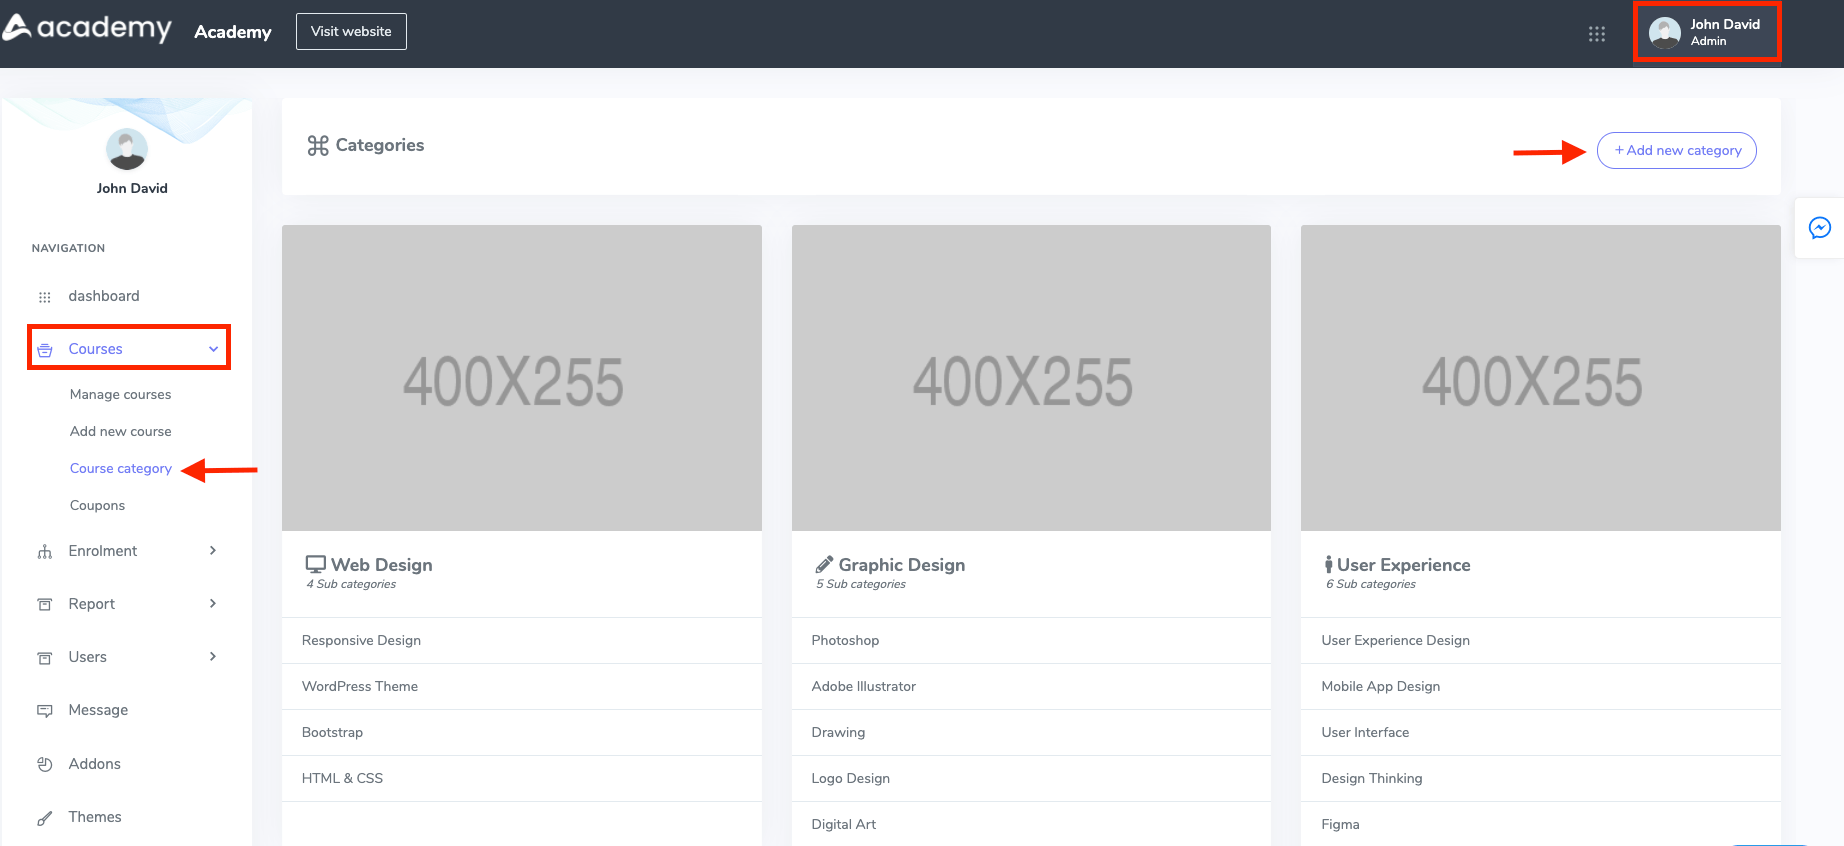 academy
Academy
Visit website
John David
Admin
John David
NAVIGATION
dashboard
Courses
Manage courses
Add new course
Course category
Coupons
Enrolment
Report
Users
Message
Addons
Themes
Categories
+ Add new category
400X255
Web Design
4 Sub categories
Responsive Design
WordPress Theme
Bootstrap
HTML & CSS
400X255
Graphic Design
5 Sub categories
Photoshop
Adobe Illustrator
Drawing
Logo Design
Digital Art
400X255
User Experience
6 Sub categories
User Experience Design
Mobile App Design
User Interface
Design Thinking
Figma